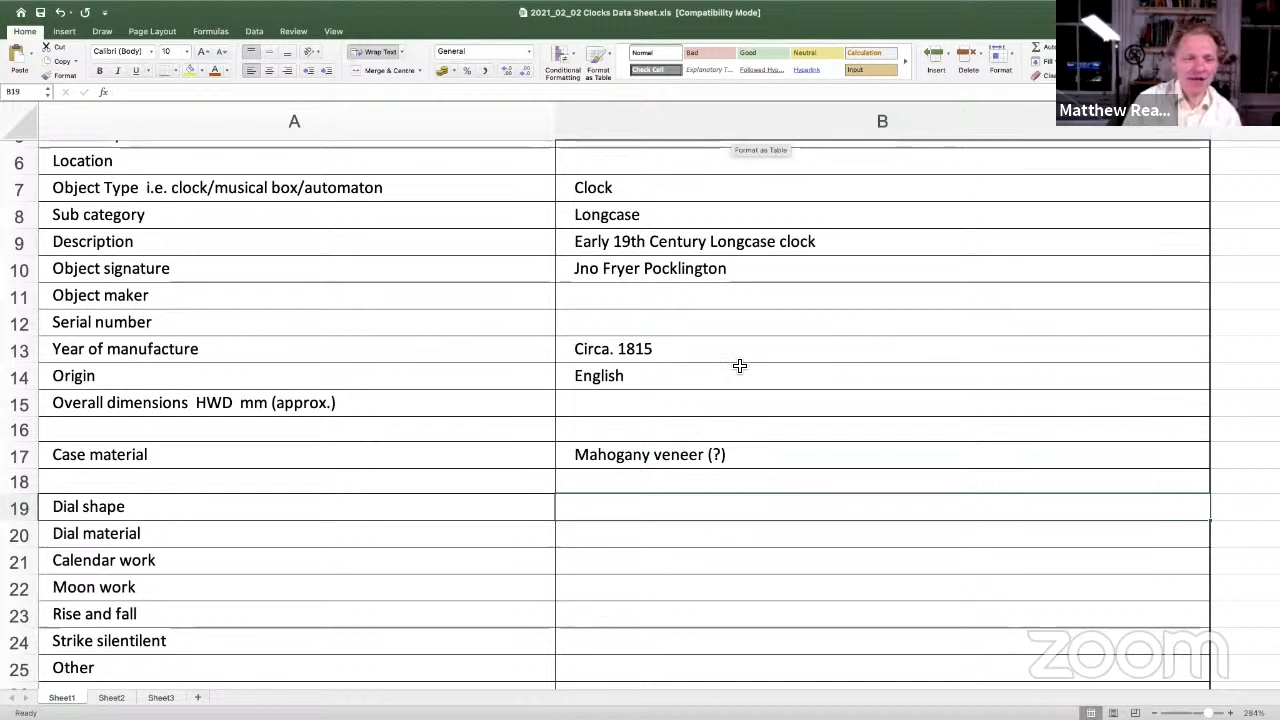 2021_02_02 Clocks Data Sheet.xls [Compatibility Mode]
Home Insert Draw Page Layout Formulas Data Review View
Cut
Copy
Format
Paste
Calibri (Body) 10
Wrap Text
Merge & Centre
General
Conditional Formatting
Format as Table
Normal Bad Good Neutral Calculation
Check Cell Explanatory T... Followed Hyp... Hyperlink Input
Insert Delete Format
Matthew Rea...
B19 fx
A B
Format as Table
6 Location
7 Object Type i.e. clock/musical box/automaton Clock
8 Sub category Longcase
9 Description Early 19th Century Longcase clock
10 Object signature Jno Fryer Pocklington
11 Object maker
12 Serial number
13 Year of manufacture Circa. 1815
14 Origin English
15 Overall dimensions HWD mm (approx.)
16
17 Case material Mahogany veneer (?)
18
19 Dial shape
20 Dial material
21 Calendar work
22 Moon work
23 Rise and fall
24 Strike silentilent
25 Other
zoom
Sheet1 Sheet2 Sheet3 +
Ready 284%